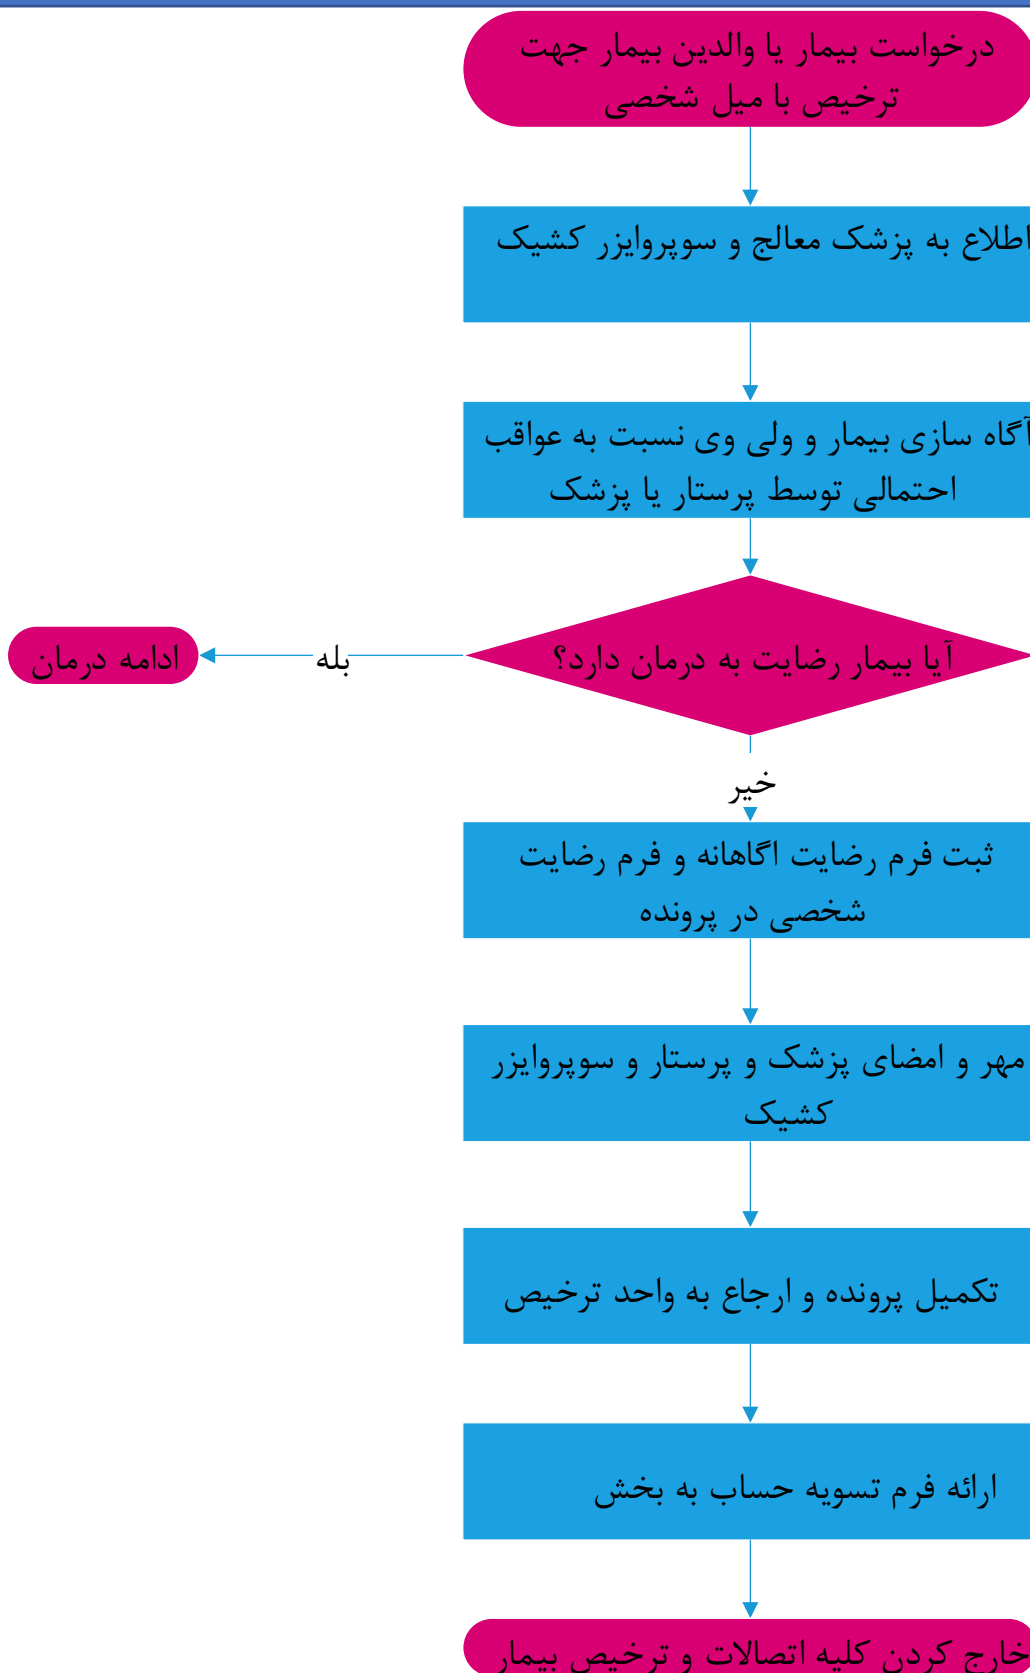 درخواست بیمار یا والدین بیمار جهت
ترخیص با میل شخصی
اطلاع به پزشک معالج و سوپروایزر کشیک
آگاه سازی بیمار و ولی وی نسبت به عواقب
احتمالی توسط پرستار یا پزشک
آیا بیمار رضایت به درمان دارد؟
بله
ادامه درمان
خیر
ثبت فرم رضایت اگاهانه و فرم رضایت
شخصی در پرونده
مهر و امضای پزشک و پرستار و سوپروایزر
کشیک
تکمیل پرونده و ارجاع به واحد ترخیص
ارائه فرم تسویه حساب به بخش
خارج کردن کلیه اتصالات و ترخیص بیمار